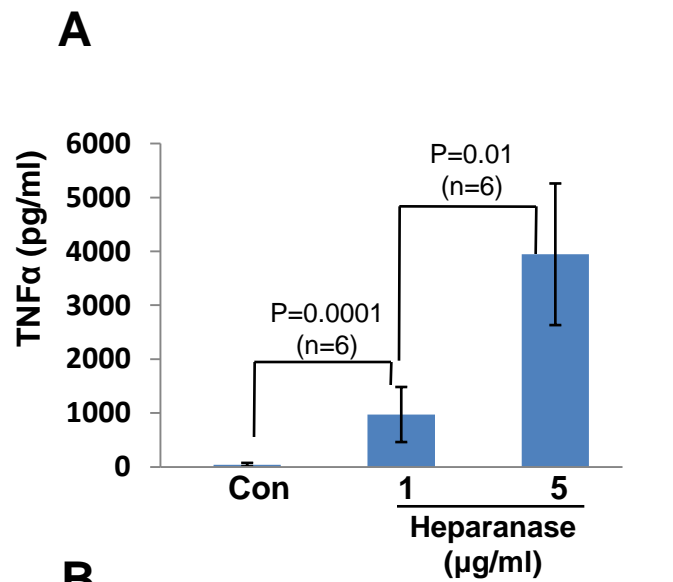 A
TNFα (pg/ml)
6000
5000
4000
3000
2000
1000
0
P=0.01
(n=6)
P=0.0001
(n=6)
Con
1
5
Heparanase
(µg/ml)
B